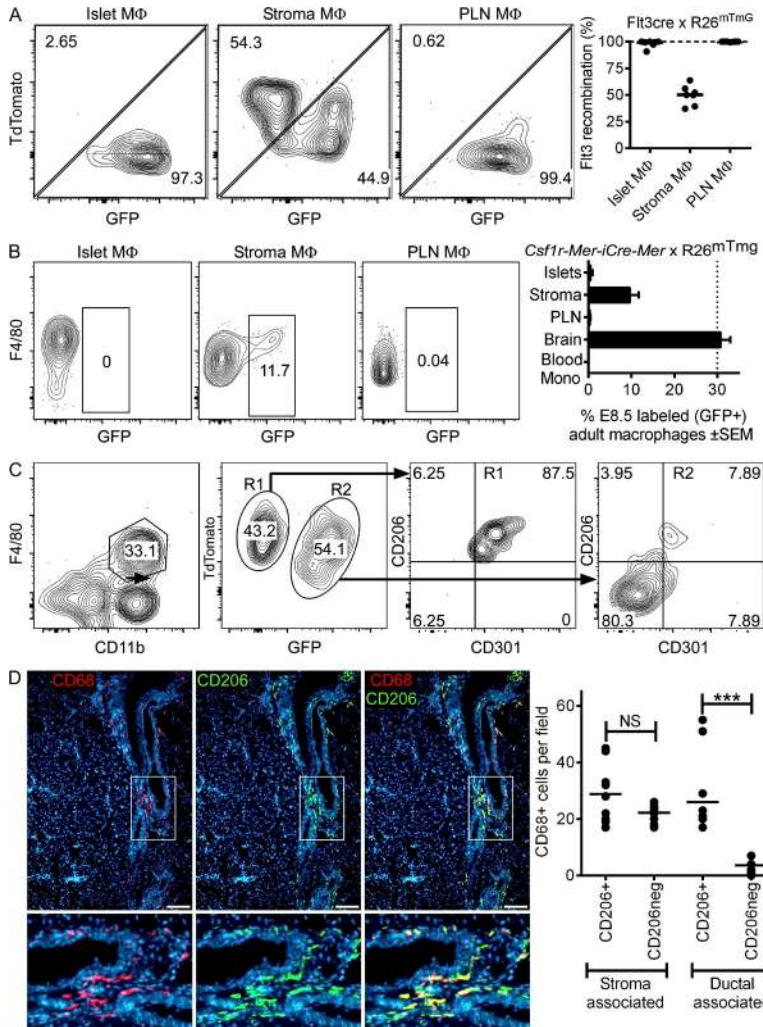 A
Islet MΦ
Stroma MΦ
PLN MΦ
Flt3cre x R26mTmG
2.65
54.3
0.62
TdTomato
97.3
44.9
99.4
GFP
GFP
GFP
Flt3 recombination (%)
100
50
0
Islet MΦ
Stroma MΦ
PLN MΦ
B
Islet MΦ
Stroma MΦ
PLN MΦ
Csf1r-Mer-iCre-Mer x R26mTmg
F4/80
0
11.7
0.04
GFP
GFP
GFP
Islets
Stroma
PLN
Brain
Blood
Mono
0
10
20
30
% E8.5 labeled (GFP+)
adult macrophages ±SEM
C
F4/80
33.1
CD11b
TdTomato
R1
R2
43.2
54.1
GFP
CD206
6.25
R1
87.5
6.25
0
CD301
CD206
3.95
R2
7.89
80.3
7.89
CD301
D
CD68
CD206
CD68
CD206
CD68+ cells per field
60
40
20
0
NS
***
CD206+
CD206neg
CD206+
CD206neg
Stroma
associated
Ductal
associated